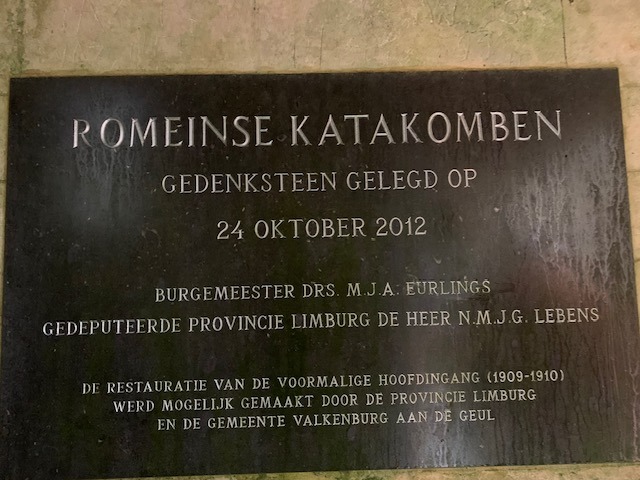 ROMEINSE KATAKOMBEN
GEDENKSTEEN GELEGD OP
24 OKTOBER 2012
BURGEMEESTER DRS. M.J.A. EURLINGS
GEDEPUTEERDE PROVINCIE LIMBURG DE HEER N.M.J.G. LEBENS
DE RESTAURATIE VAN DE VOORMALIGE HOOFDINGANG (1909-1910)
WERD MOGELIJK GEMAAKT DOOR DE PROVINCIE LIMBURG
EN DE GEMEENTE VALKENBURG AAN DE GEUL